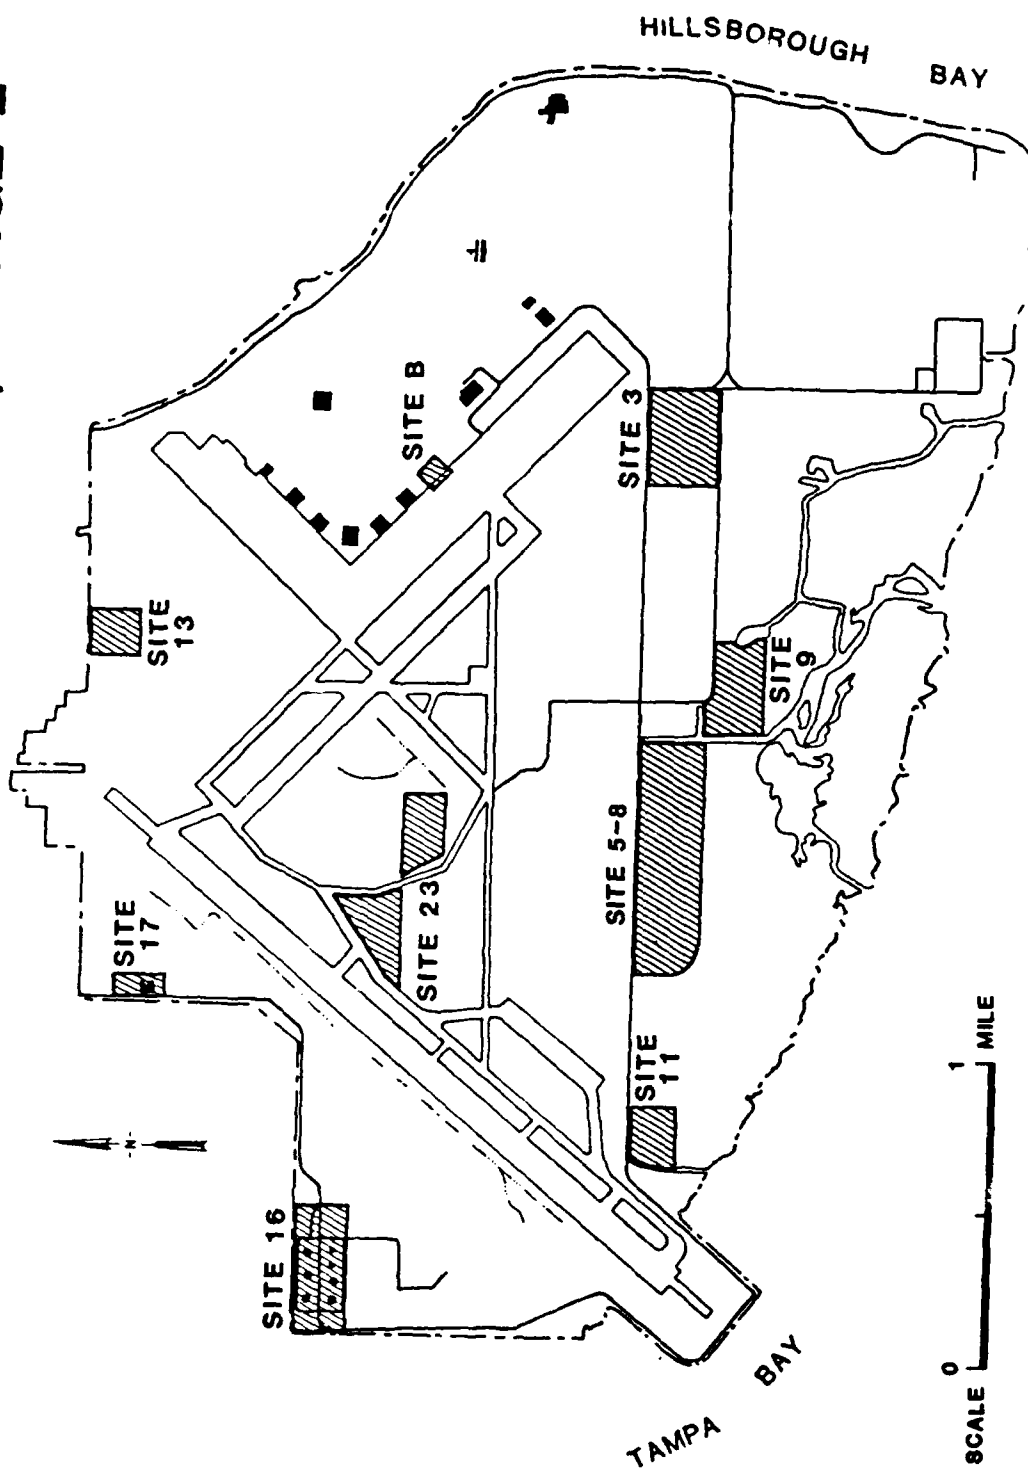 HILLSBOROUGH BAY
SITE B
SITE 3
SITE
13
SITE
9
SITE 5-8
SITE 23
SITE
17
SITE
11
SITE 16
N
TAMPA BAY
SCALE 0 1 MILE